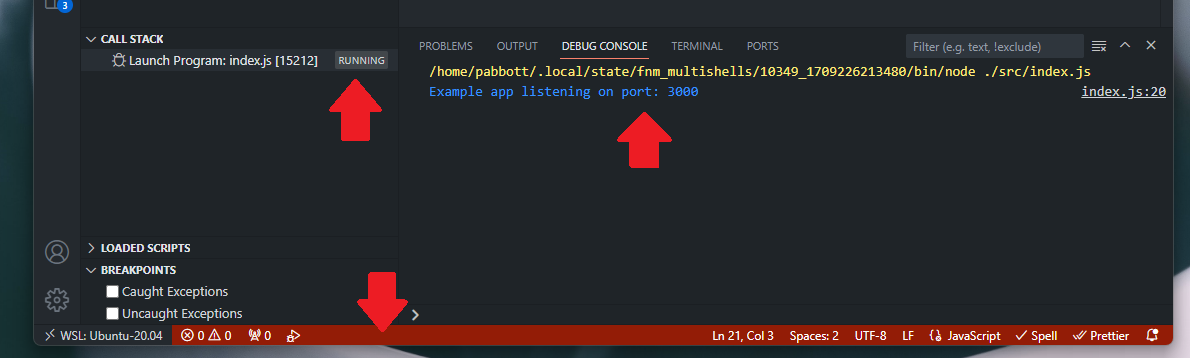 3
CALL STACK
Launch Program: index.js [15212] RUNNING
LOADED SCRIPTS
BREAKPOINTS
Caught Exceptions
Uncaught Exceptions
PROBLEMS OUTPUT DEBUG CONSOLE TERMINAL PORTS Filter (e.g. text, !exclude)
/home/pabbott/.local/state/fnm_multishells/10349_1709226213480/bin/node ./src/index.js
Example app listening on port: 3000 index.js:20
WSL: Ubuntu-20.04 0 0 0 Ln 21, Col 3 Spaces: 2 UTF-8 LF JavaScript Spell Prettier